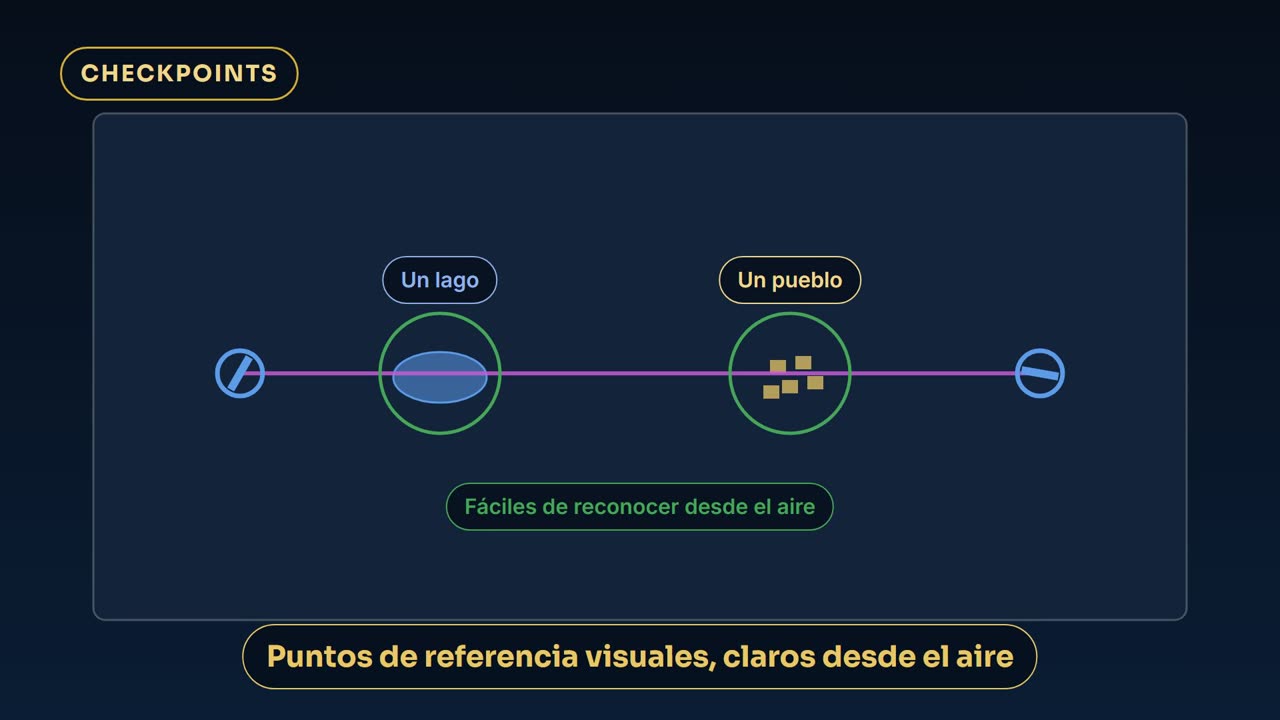 CHECKPOINTS
Un lago
Un pueblo
Fáciles de reconocer desde el aire
Puntos de referencia visuales, claros desde el aire